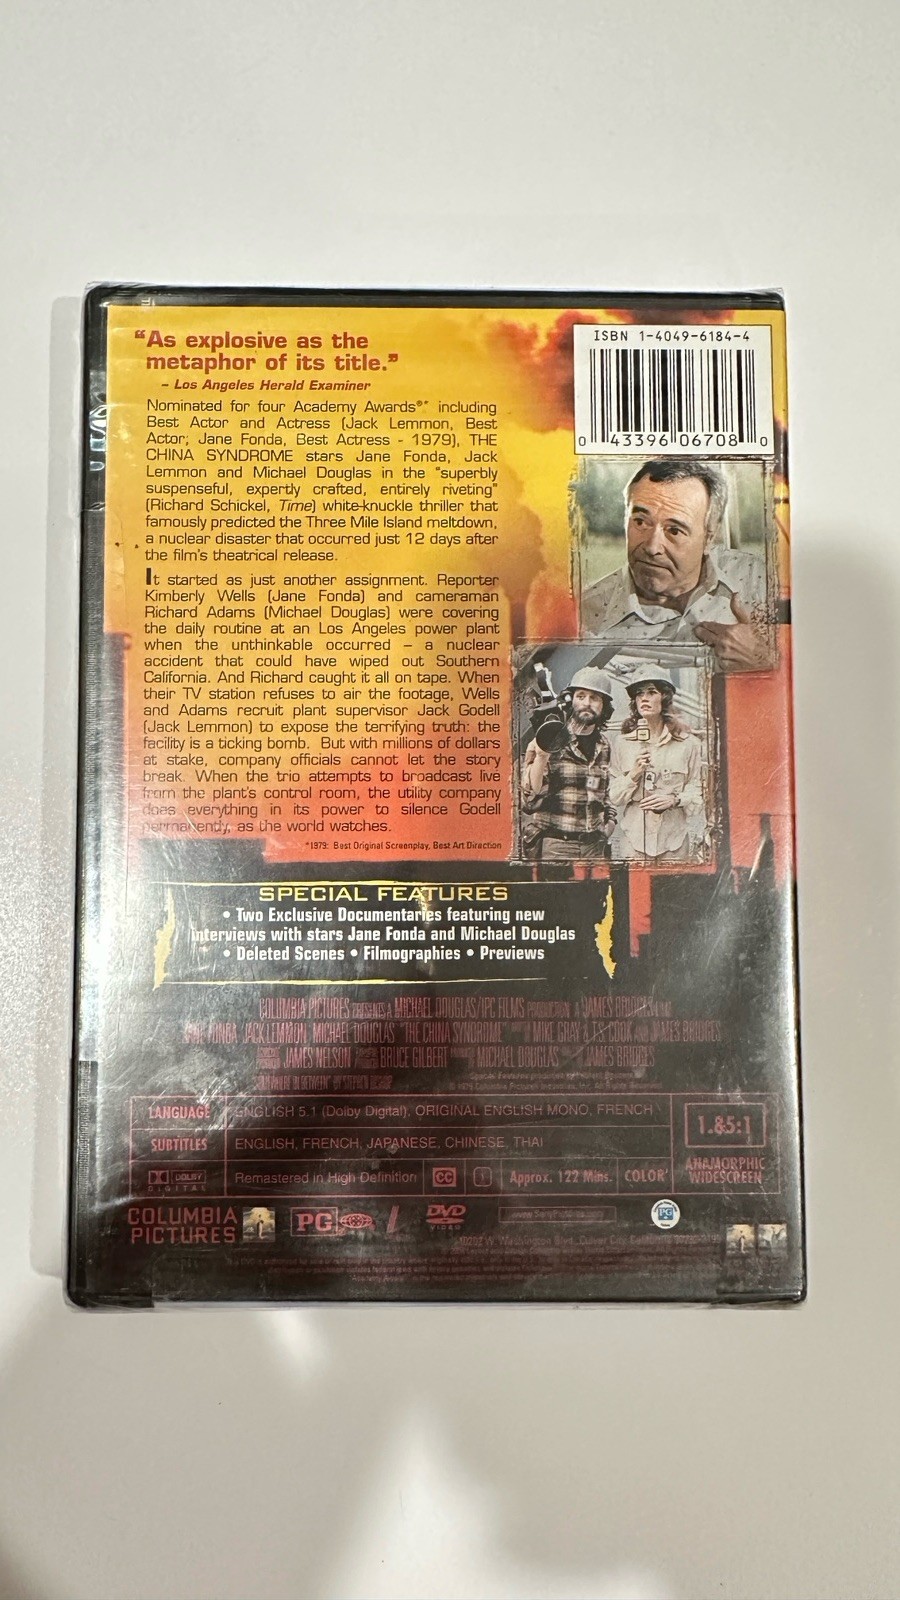 “As explosive as the
metaphor of its title.”
– Los Angeles Herald Examiner
Nominated for four Academy Awards®* including
Best Actor and Actress (Jack Lemmon, Best
Actor; Jane Fonda, Best Actress - 1979), THE
CHINA SYNDROME stars Jane Fonda, Jack
Lemmon and Michael Douglas in the “superbly
suspenseful, expertly crafted, entirely riveting”
(Richard Schickel, Time) white-knuckle thriller that
famously predicted the Three Mile Island meltdown,
a nuclear disaster that occurred just 12 days after
the film's theatrical release.
It started as just another assignment. Reporter
Kimberly Wells (Jane Fonda) and cameraman
Richard Adams (Michael Douglas) were covering
the daily routine at an Los Angeles power plant
when the unthinkable occurred – a nuclear
accident that could have wiped out Southern
California. And Richard caught it all on tape. When
their TV station refuses to air the footage, Wells
and Adams recruit plant supervisor Jack Godell
(Jack Lemmon) to expose the terrifying truth: the
facility is a ticking bomb. But with millions of dollars
at stake, company officials cannot let the story
break. When the trio attempts to broadcast live
from the plant's control room, the utility company
does everything in its power to silence Godell
permanently, as the world watches.
*1979: Best Original Screenplay, Best Art Direction
ISBN 1-4049-6184-4
0 43396 06708 0
SPECIAL FEATURES
• Two Exclusive Documentaries featuring new
interviews with stars Jane Fonda and Michael Douglas
• Deleted Scenes • Filmographies • Previews
COLUMBIA PICTURES PRESENTS A MICHAEL DOUGLAS/IPC FILMS PRODUCTION A JAMES BRIDGES FILM
JANE FONDA JACK LEMMON MICHAEL DOUGLAS "THE CHINA SYNDROME" MIKE GRAY & T.S. COOK AND JAMES BRIDGES
JAMES NELSON BRUCE GILBERT MICHAEL DOUGLAS JAMES BRIDGES
LANGUAGE ENGLISH 5.1 (Dolby Digital), ORIGINAL ENGLISH MONO, FRENCH
SUBTITLES ENGLISH, FRENCH, JAPANESE, CHINESE, THAI
DOLBY DIGITAL Remastered in High Definition CC 1 Approx. 122 Mins. COLOR
1.85:1
ANAMORPHIC
WIDESCREEN
COLUMBIA
PICTURES
PG
DVD
VIDEO
PG